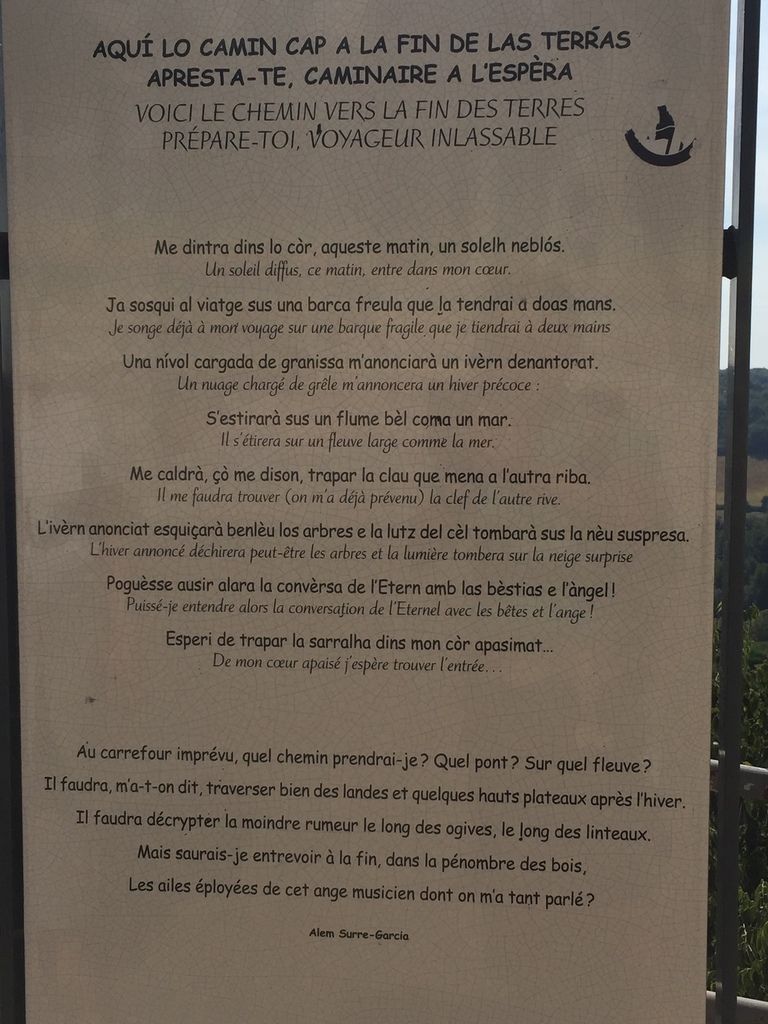 AQUÍ LO CAMIN CAP A LA FIN DE LAS TERRAS
APRESTA-TE, CAMINAIRE A L'ESPÈRA
VOICI LE CHEMIN VERS LA FIN DES TERRES
PRÉPARE-TOI, VOYAGEUR INLASSABLE
Me dintra dins lo còr, aqueste matin, un solelh neblós.
Un soleil diffus, ce matin, entre dans mon cœur.
Ja sosqui al viatge sus una barca freula que la tendrai a doas mans.
Je songe déjà à mon voyage sur une barque fragile que je tiendrai à deux mains
Una nívol cargada de granissa m'anonciarà un ivèrn denantorat.
Un nuage chargé de grêle m'annoncera un hiver précoce :
S'estirarà sus un flume bèl coma un mar.
Il s'étirera sur un fleuve large comme la mer.
Me caldrà, çò me dison, trapar la clau que mena a l'autra riba.
Il me faudra trouver (on m'a déjà prévenu) la clef de l'autre rive.
L'ivèrn anonciat esquiçarà benlèu los arbres e la lutz del cèl tombarà sus la nèu suspresa.
L'hiver annoncé déchirera peut-être les arbres et la lumière tombera sur la neige surprise
Poguèsse ausir alara la convèrsa de l'Etern amb las bèstias e l'àngel !
Puissé-je entendre alors la conversation de l'Eternel avec les bêtes et l'ange !
Esperi de trapar la sarralha dins mon còr apasimat...
De mon cœur apaisé j'espère trouver l'entrée...
Au carrefour imprévu, quel chemin prendrai-je ? Quel pont ? Sur quel fleuve ?
Il faudra, m'a-t-on dit, traverser bien des landes et quelques hauts plateaux après l'hiver.
Il faudra décrypter la moindre rumeur le long des ogives, le long des linteaux.
Mais saurais-je entrevoir à la fin, dans la pénombre des bois,
Les ailes éployées de cet ange musicien dont on m'a tant parlé ?
Alem Surre-Garcia